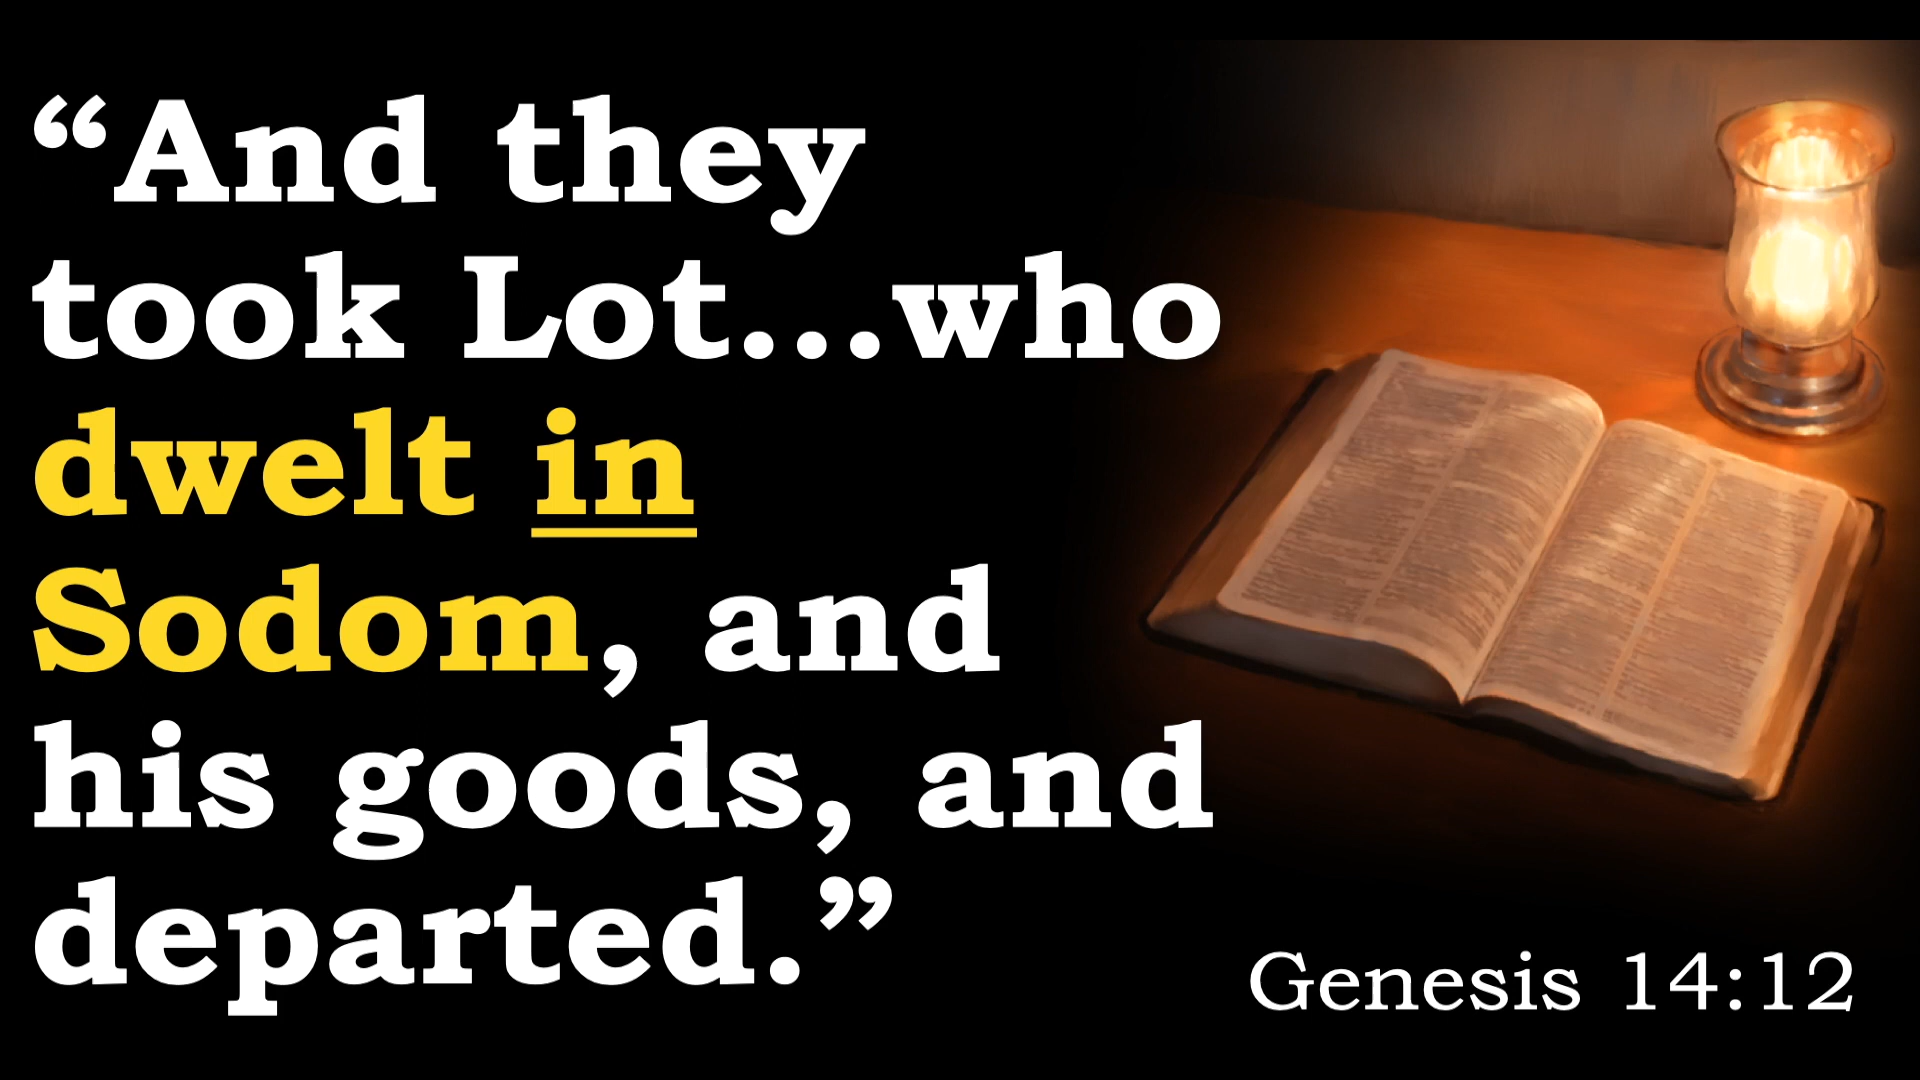 “And they
took Lot...who
dwelt in
Sodom, and
his goods, and
departed.”
Genesis 14:12